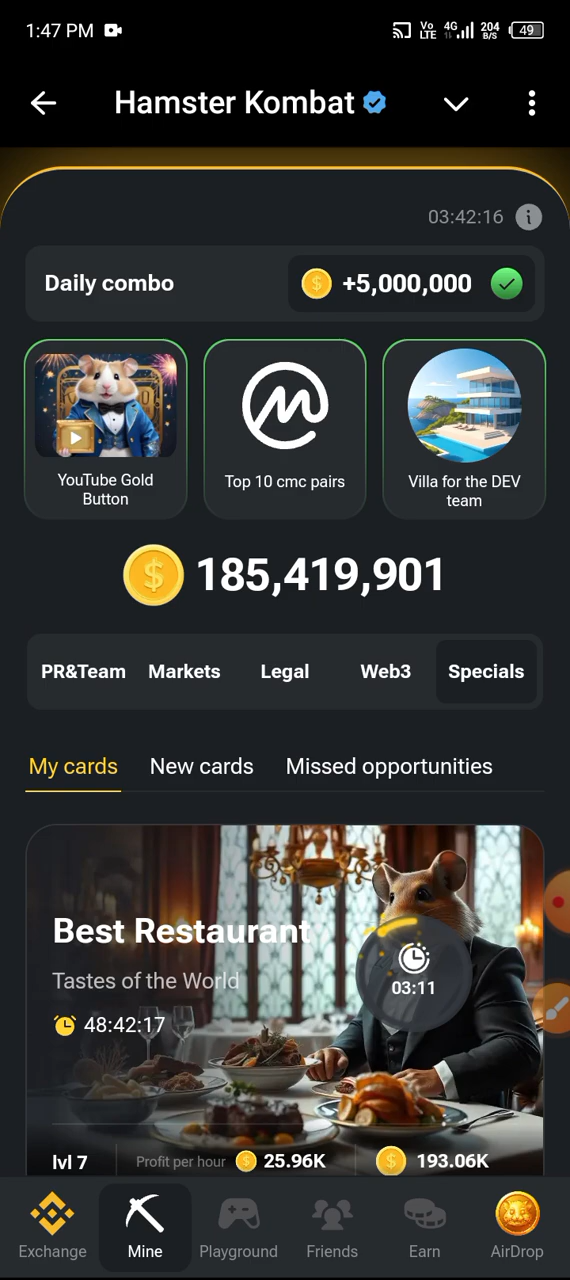 1:47 PM
Vo LTE 4G 204 B/S 49
Hamster Kombat
03:42:16
Daily combo +5,000,000
YouTube Gold
Button
Top 10 cmc pairs
Villa for the DEV
team
185,419,901
PR&Team Markets Legal Web3 Specials
My cards New cards Missed opportunities
Best Restaurant
Tastes of the World
03:11
48:42:17
lvl 7 Profit per hour 25.96K 193.06K
Exchange Mine Playground Friends Earn AirDrop